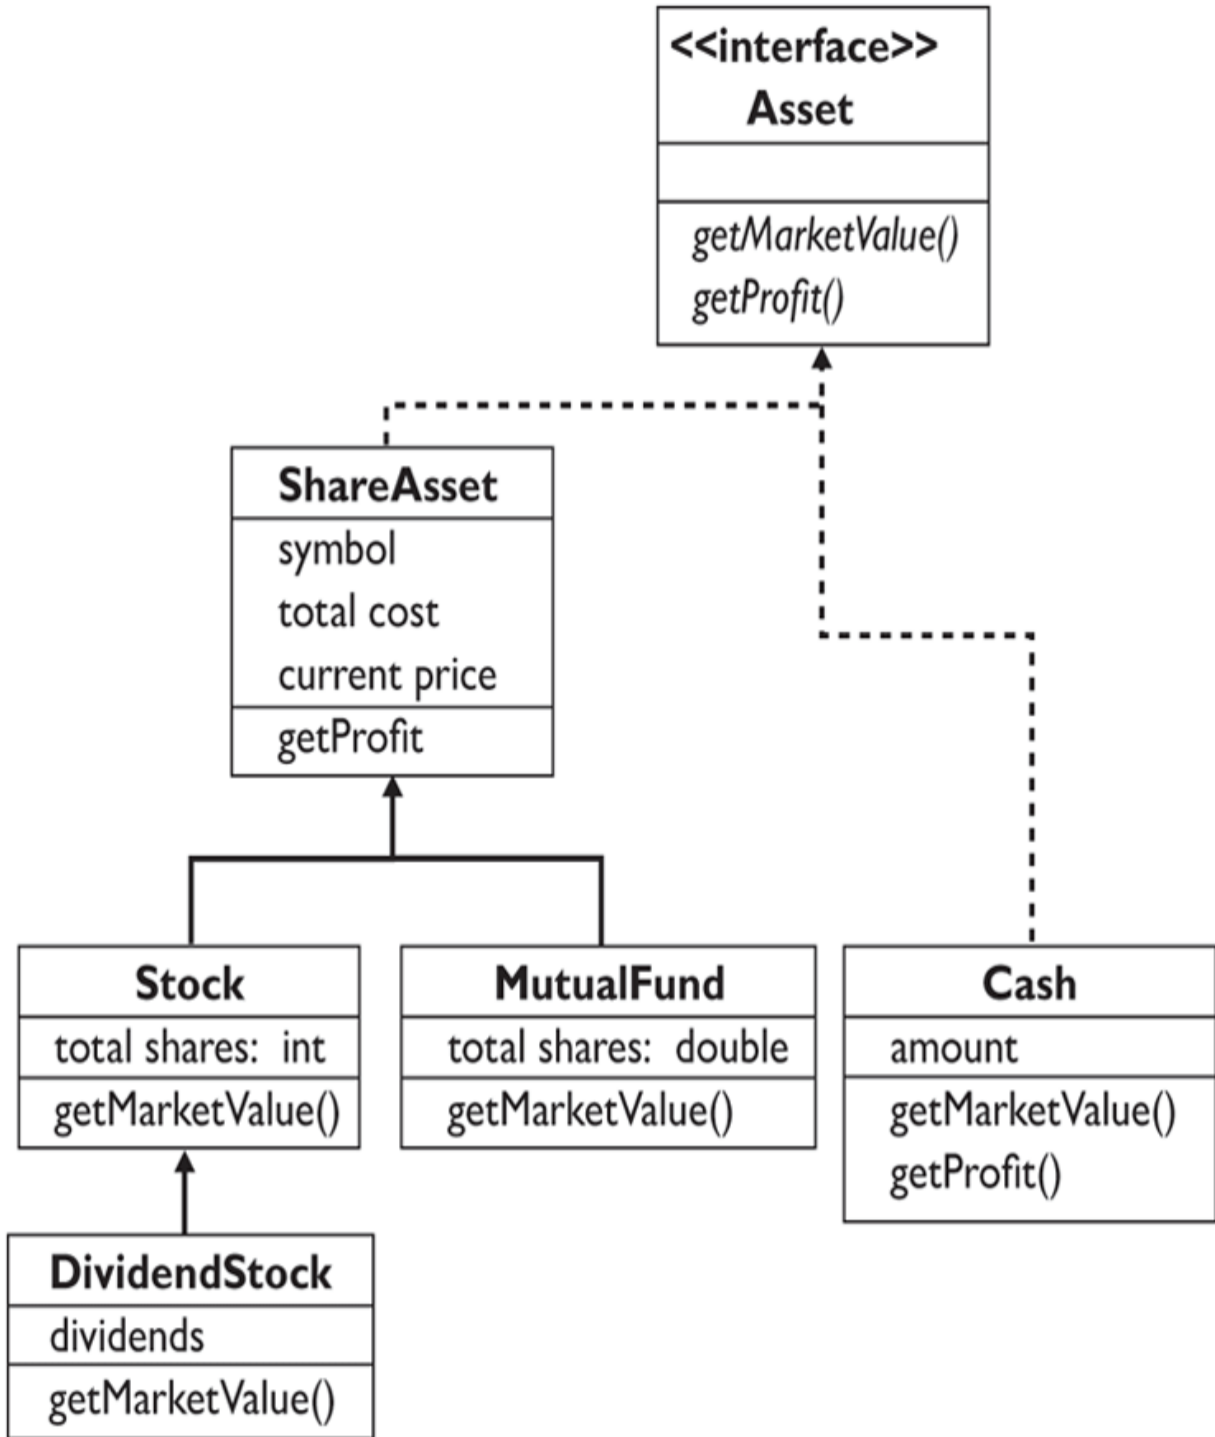 <<interface>>
Asset
getMarketValue()
getProfit()
ShareAsset
symbol
total cost
current price
getProfit
Stock
total shares: int
getMarketValue()
MutualFund
total shares: double
getMarketValue()
Cash
amount
getMarketValue()
getProfit()
DividendStock
dividends
getMarketValue()